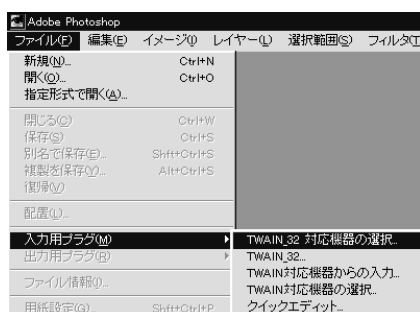 Adobe Photoshop
ファイル(F) 編集(E) イメージ(I) レイヤー(L) 選択範囲(S) フィルタ(T
新規(N)... Ctrl+N
開く(O)... Ctrl+O
指定形式で開く(A)...
閉じる(C) Ctrl+W
保存(S) Ctrl+S
別名で保存(E)... Shft+Ctrl+S
複製を保存(Y)... Alt+Ctrl+S
復帰(V)
配置(L)...
入力用プラグ(M) TWAIN_32 対応機器の選択...
出力用プラグ(R) TWAIN_32...
TWAIN対応機器からの入力...
ファイル情報(I)... TWAIN対応機器の選択...
用紙設定(G)... Shft+Ctrl+P クイックエディット...